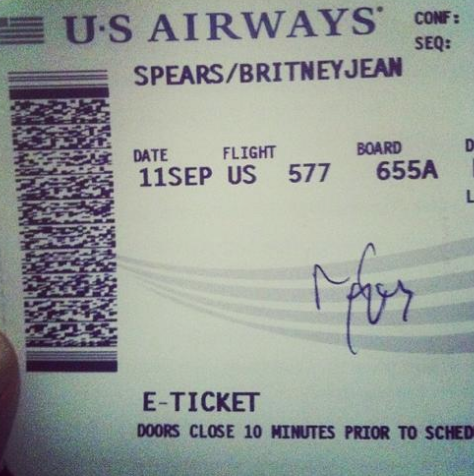 U·S AIRWAYS®
CONF:
SEQ:
SPEARS/BRITNEYJEAN
DATE FLIGHT BOARD
11SEP US 577 655A
E-TICKET
DOORS CLOSE 10 MINUTES PRIOR TO SCHED